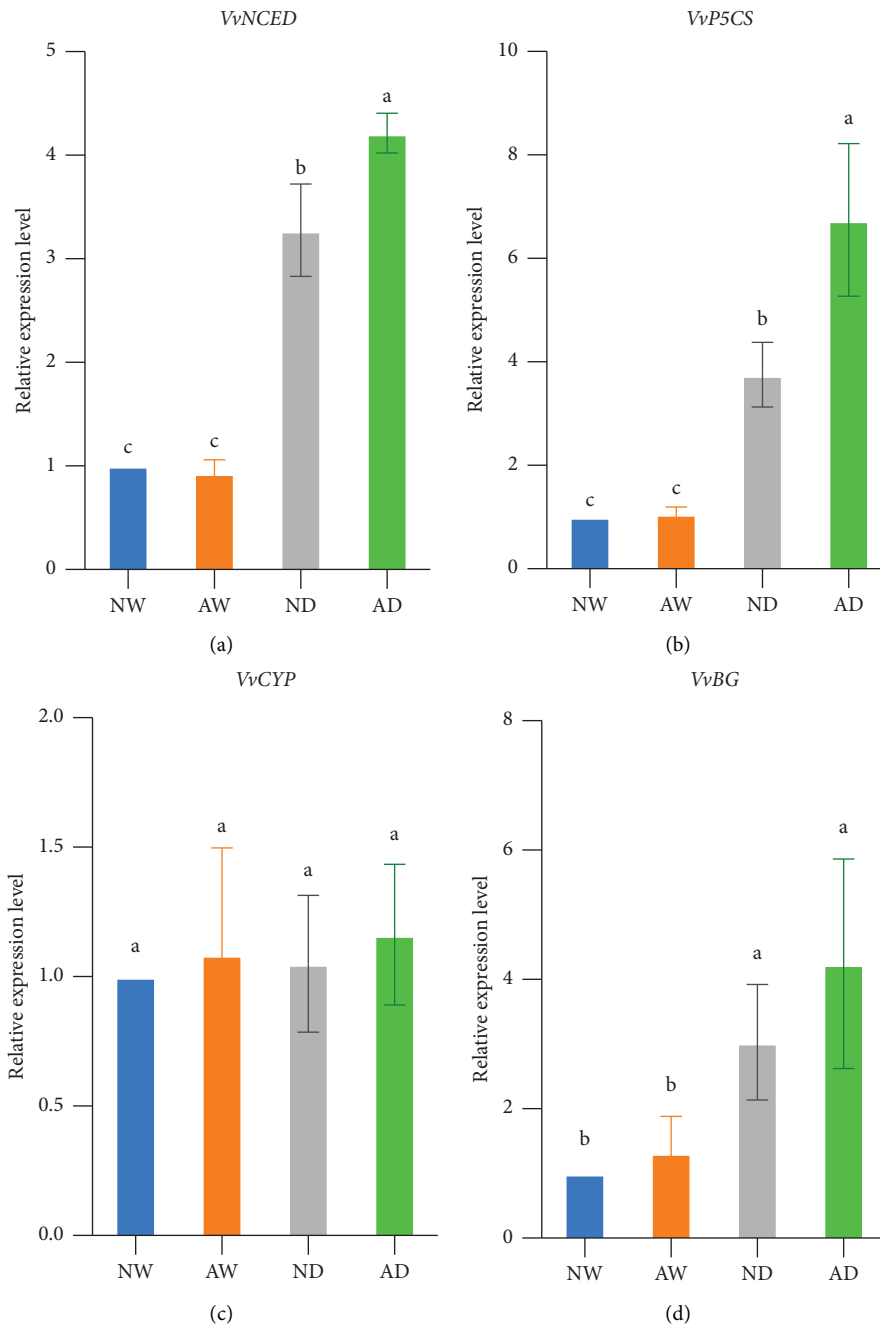 VvNCED
5
4
3
2
1
0
Relative expression level
c
c
b
a
NW AW ND AD
(a)
VvP5CS
10
8
6
4
2
0
Relative expression level
c
c
b
a
NW AW ND AD
(b)
VvCYP
2.0
1.5
1.0
0.5
0.0
Relative expression level
a
a
a
a
NW AW ND AD
(c)
VvBG
8
6
4
2
0
Relative expression level
b
b
a
a
NW AW ND AD
(d)